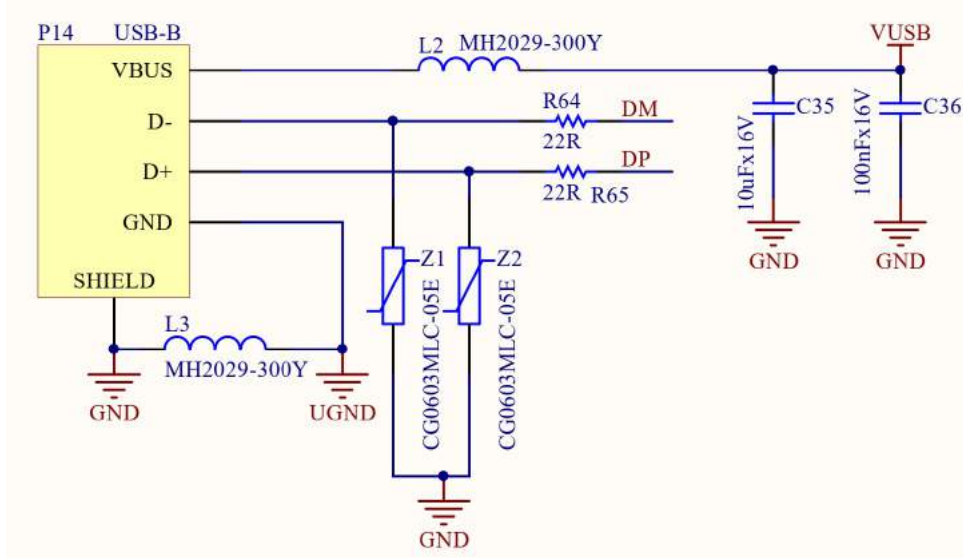 P14 USB-B
VBUS
D-
D+
GND
SHIELD
L2 MH2029-300Y
VUSB
R64
22R
DM
DP
22R R65
C35
10uFx16V
C36
100nFx16V
GND
GND
Z1
CG0603MLC-05E
Z2
CG0603MLC-05E
L3
MH2029-300Y
GND
UGND
GND